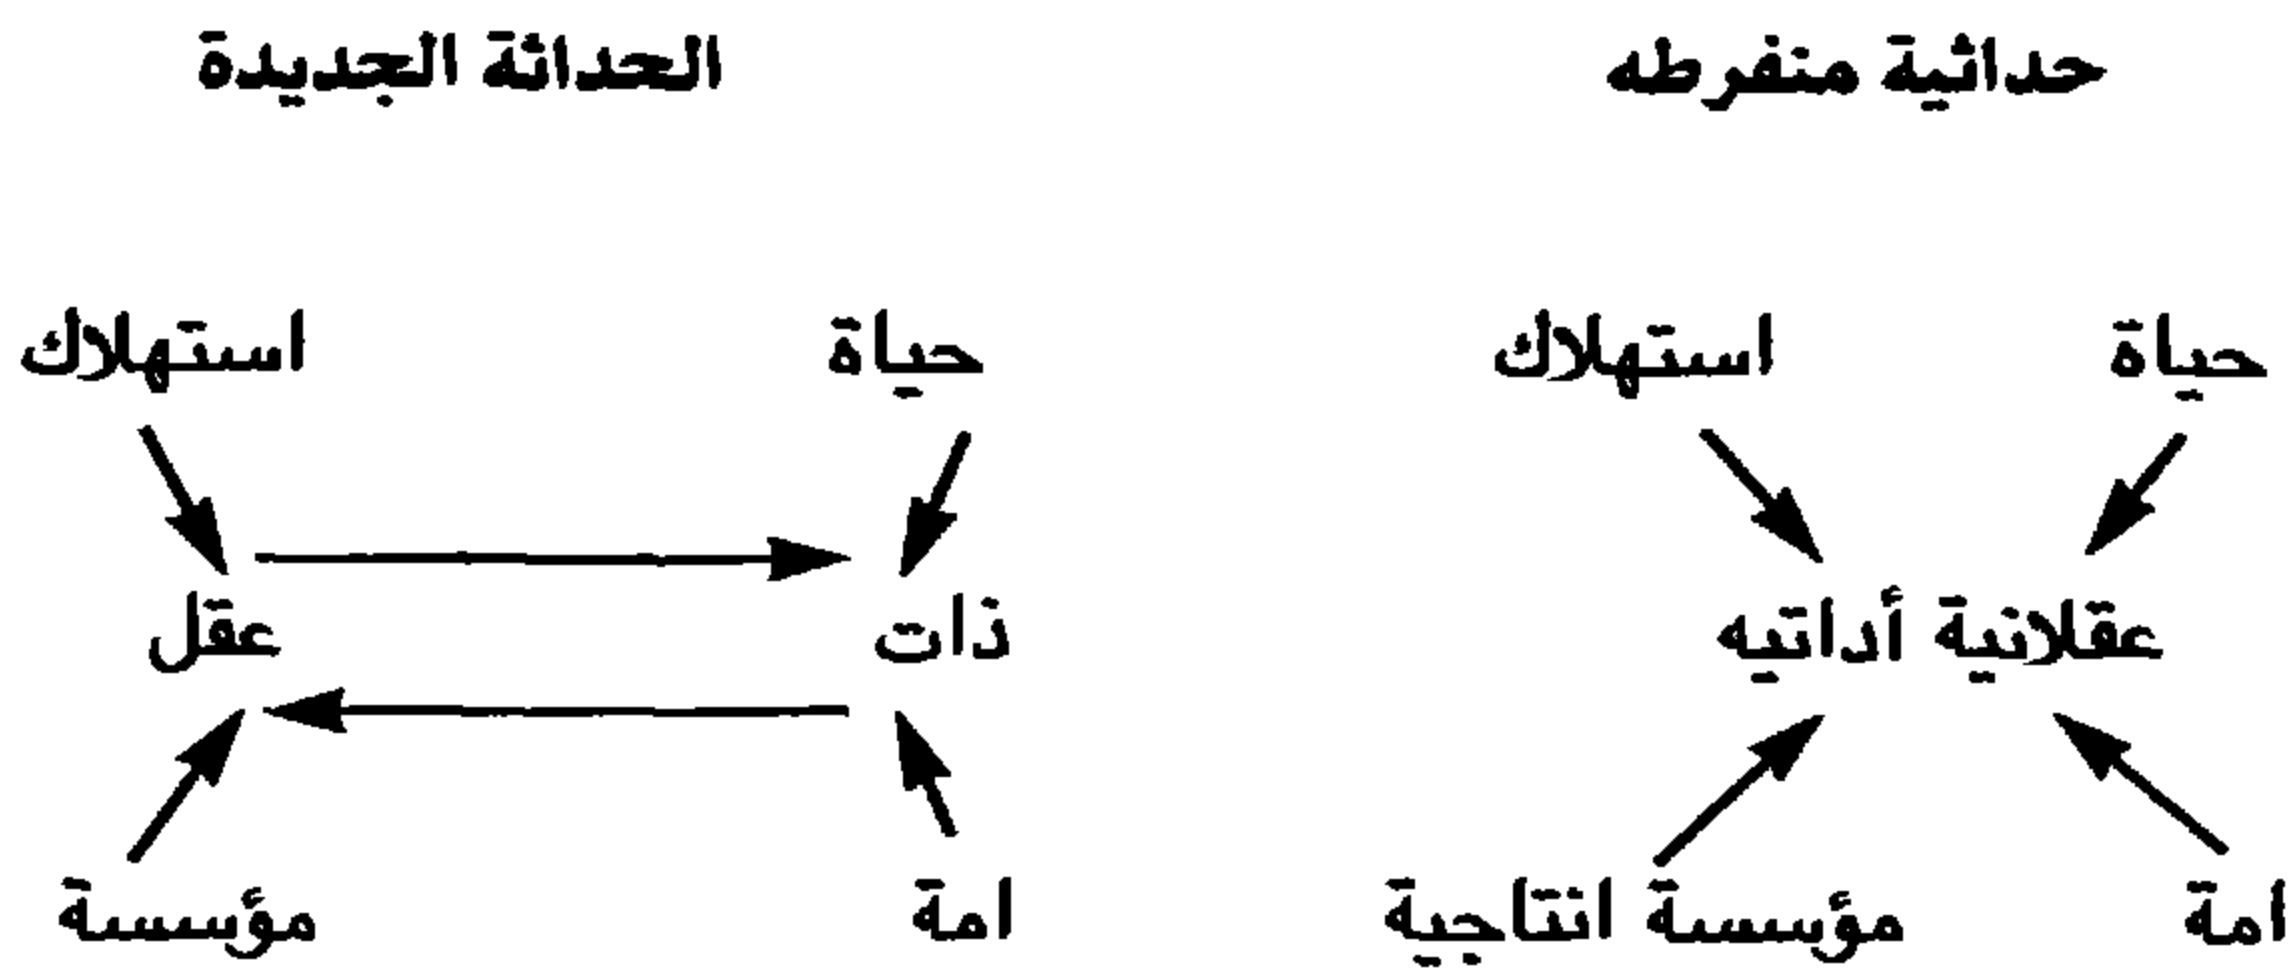 حداثية منفرطه
حياة استهلاك
عقلانية أداتيه
امة مؤسسة انتاجية
الحداثة الجديدة
حياة استهلاك
ذات عقل
امة مؤسسة